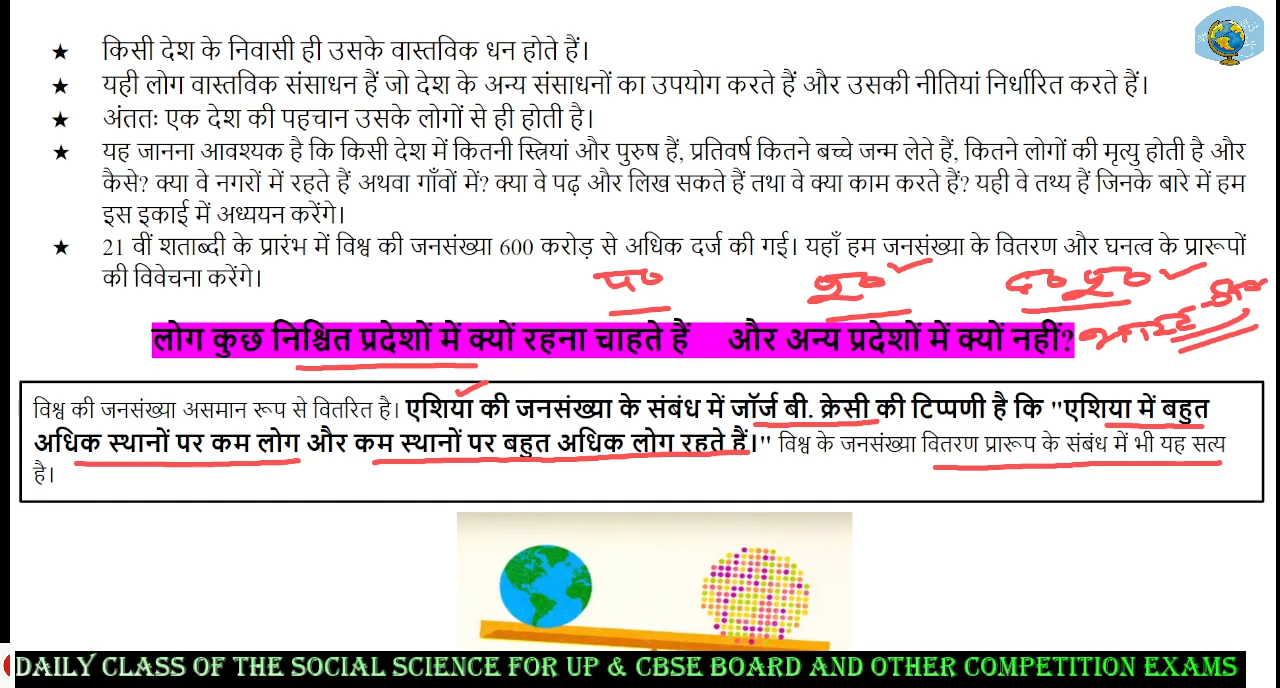 ★ किसी देश के निवासी ही उसके वास्तविक धन होते हैं।
★ यही लोग वास्तविक संसाधन हैं जो देश के अन्य संसाधनों का उपयोग करते हैं और उसकी नीतियां निर्धारित करते हैं।
★ अंततः एक देश की पहचान उसके लोगों से ही होती है।
★ यह जानना आवश्यक है कि किसी देश में कितनी स्त्रियां और पुरुष हैं, प्रतिवर्ष कितने बच्चे जन्म लेते हैं, कितने लोगों की मृत्यु होती है और
कैसे? क्या वे नगरों में रहते हैं अथवा गाँवों में? क्या वे पढ़ और लिख सकते हैं तथा वे क्या काम करते हैं? यही वे तथ्य हैं जिनके बारे में हम
इस इकाई में अध्ययन करेंगे।
★ 21 वीं शताब्दी के प्रारंभ में विश्व की जनसंख्या 600 करोड़ से अधिक दर्ज की गई। यहाँ हम जनसंख्या के वितरण और घनत्व के प्रारूपों
की विवेचना करेंगे।
लोग कुछ निश्चित प्रदेशों में क्यों रहना चाहते हैं और अन्य प्रदेशों में क्यों नहीं?
विश्व की जनसंख्या असमान रूप से वितरित है। एशिया की जनसंख्या के संबंध में जॉर्ज बी. क्रेसी की टिप्पणी है कि "एशिया में बहुत
अधिक स्थानों पर कम लोग और कम स्थानों पर बहुत अधिक लोग रहते हैं।" विश्व के जनसंख्या वितरण प्रारूप के संबंध में भी यह सत्य
है।
DAILY CLASS OF THE SOCIAL SCIENCE FOR UP & CBSE BOARD AND OTHER COMPETITION EXAMS